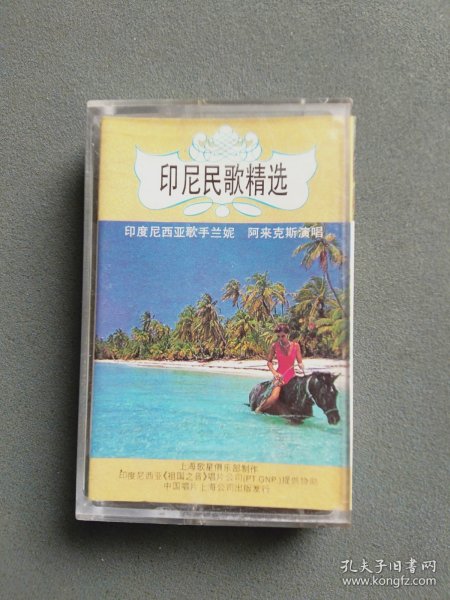 印尼民歌精选
印度尼西亚歌手兰妮 阿来克斯演唱
上海歌星俱乐部制作
印度尼西亚《祖国之音》唱片公司(PT.GNP.)提供协助
中国唱片上海公司出版发行
孔夫子旧书网
www.kongfz.com